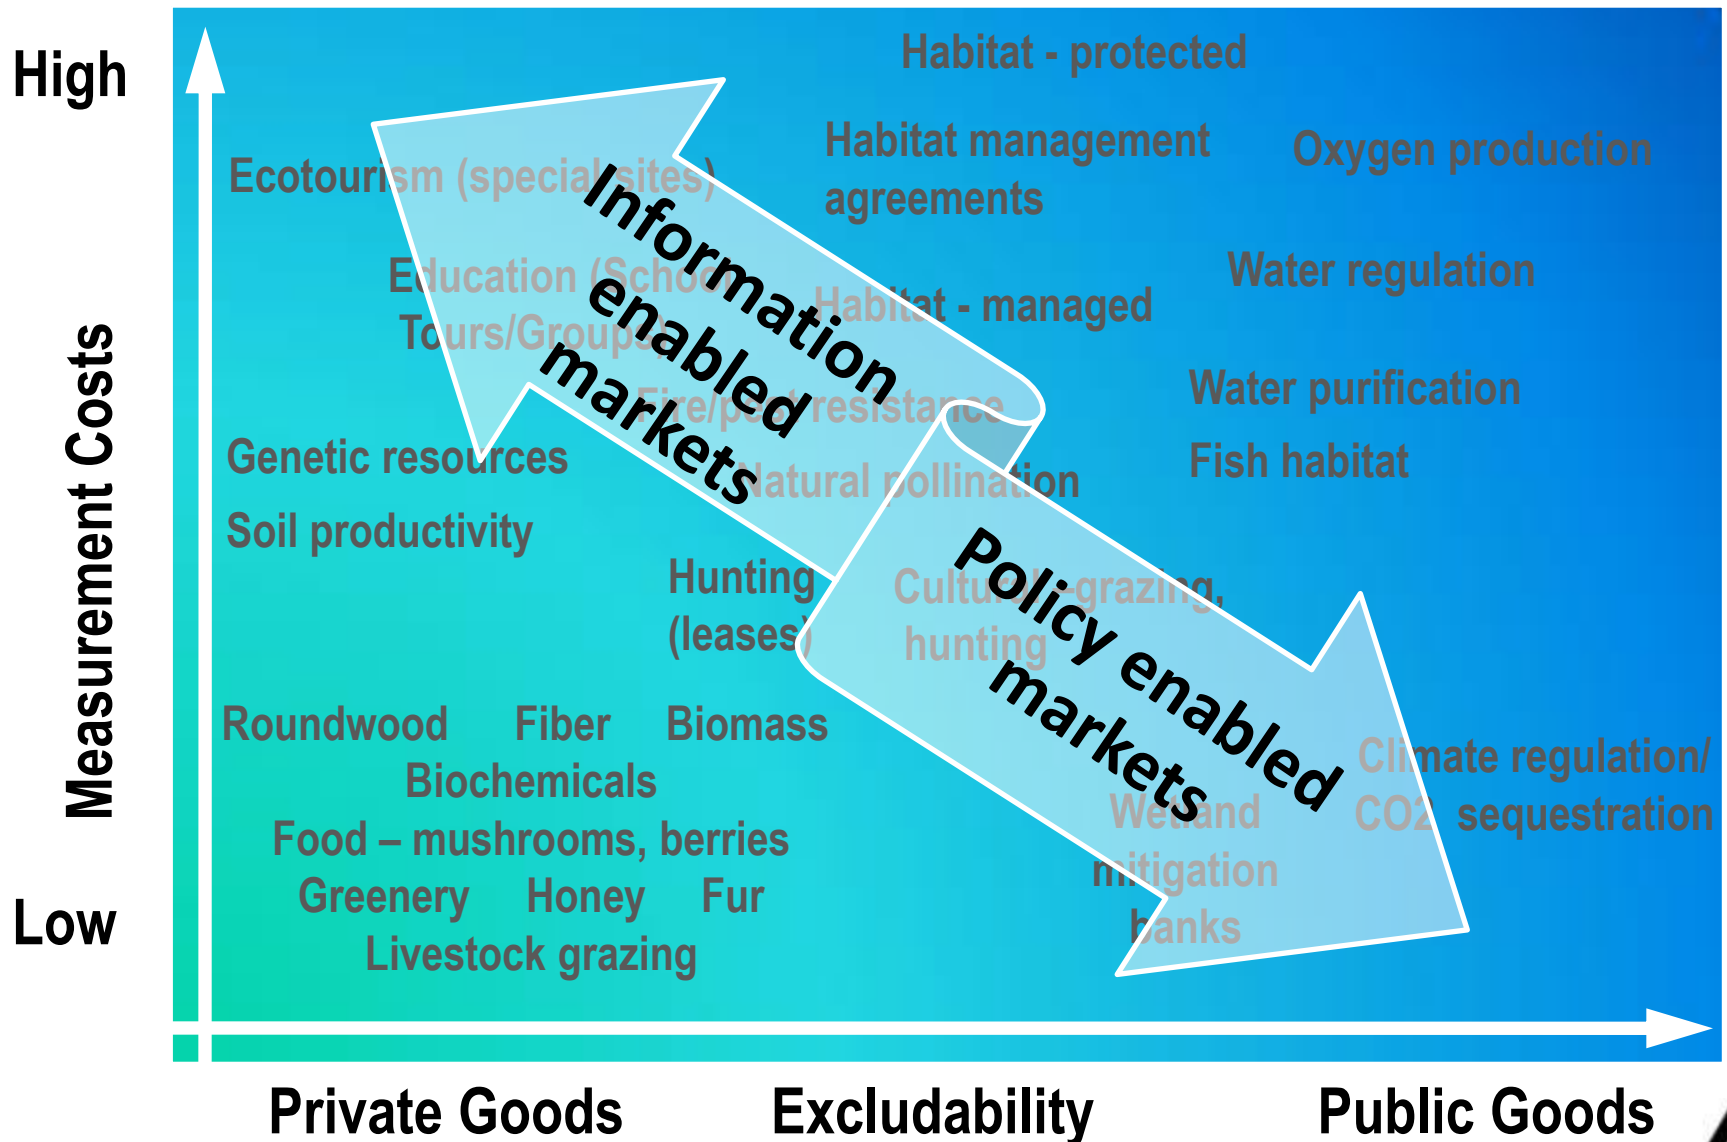 High
Measurement Costs
Low
Habitat - protected
Habitat management
agreements
Oxygen production
Ecotourism (special sites)
Water regulation
Education (School
Tours/Groups)
Habitat - managed
Information
enabled
markets
Water purification
Fire/pest resistance
Genetic resources
Fish habitat
Natural pollination
Soil productivity
Hunting
(leases)
Cultural -grazing,
hunting
Policy enabled
markets
Roundwood Fiber Biomass
Biochemicals
Food – mushrooms, berries
Greenery Honey Fur
Livestock grazing
Climate regulation/
CO2 sequestration
Wetland
mitigation
banks
Private Goods Excludability Public Goods